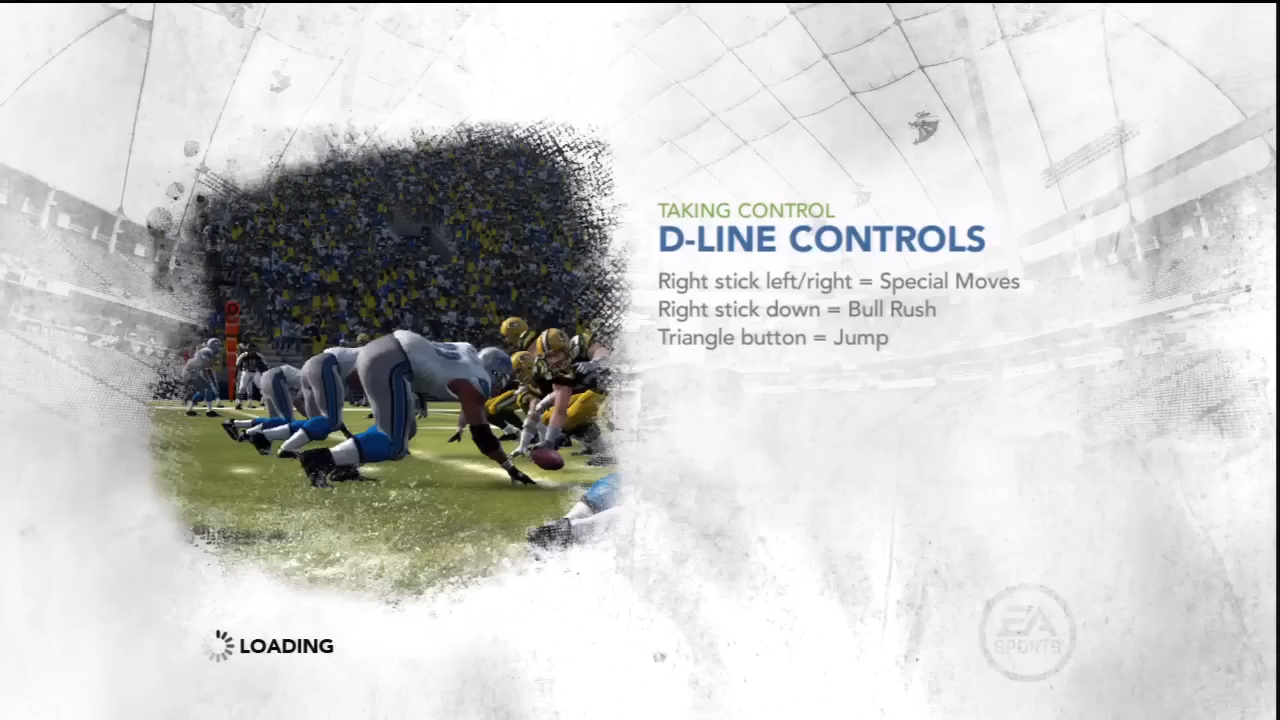 TAKING CONTROL
D-LINE CONTROLS
Right stick left/right = Special Moves
Right stick down = Bull Rush
Triangle button = Jump
LOADING
EA
SPORTS